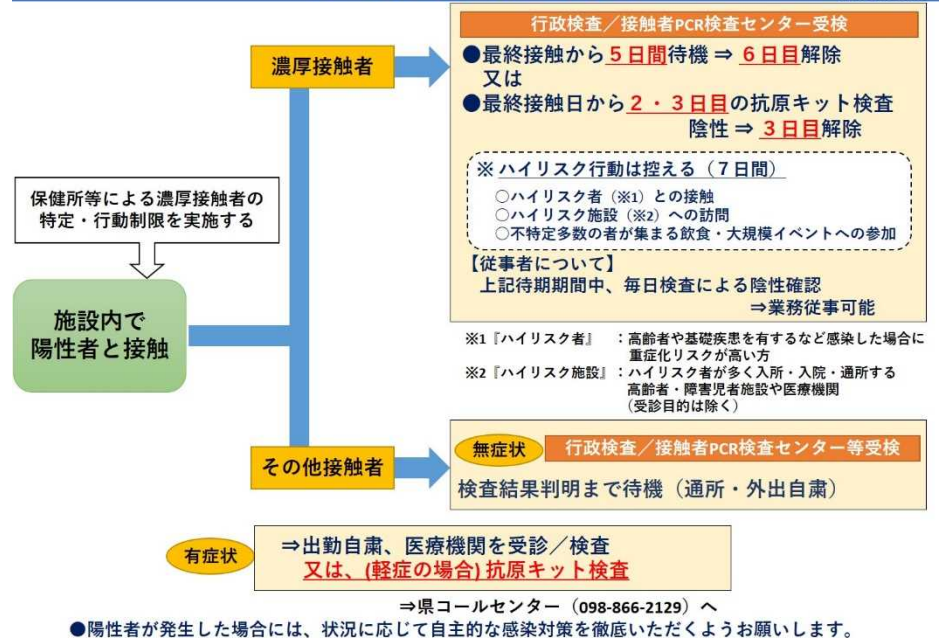 保健所等による濃厚接触者の
特定・行動制限を実施する
施設内で
陽性者と接触
濃厚接触者
行政検査／接触者PCR検査センター受検
●最終接触から５日間待機 ⇒ ６日目解除
又は
●最終接触日から２・３日目の抗原キット検査
陰性 ⇒ ３日目解除
※ ハイリスク行動は控える（７日間）
○ハイリスク者（※1）との接触
○ハイリスク施設（※2）への訪問
○不特定多数の者が集まる飲食・大規模イベントへの参加
【従事者について】
上記待期期間中、毎日検査による陰性確認
⇒業務従事可能
※1『ハイリスク者』　：高齢者や基礎疾患を有するなど感染した場合に
重症化リスクが高い方
※2『ハイリスク施設』：ハイリスク者が多く入所・入院・通所する
高齢者・障害児者施設や医療機関
（受診目的は除く）
その他接触者
無症状
行政検査／接触者PCR検査センター等受検
検査結果判明まで待機（通所・外出自粛）
有症状
⇒出勤自粛、医療機関を受診／検査
又は、(軽症の場合) 抗原キット検査
⇒県コールセンター（098-866-2129）へ
●陽性者が発生した場合には、状況に応じて自主的な感染対策を徹底いただくようお願いします。